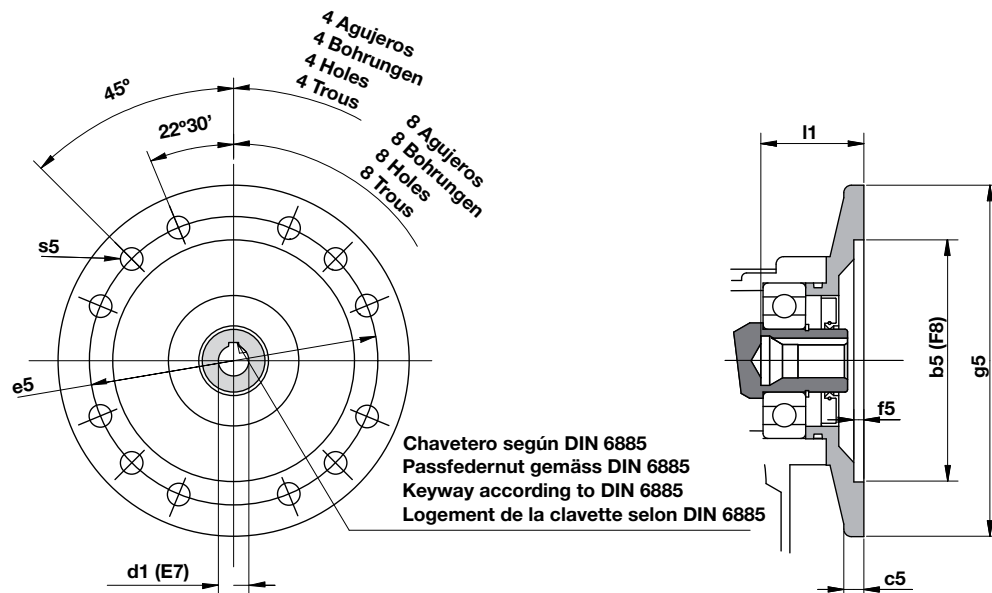 4 Agujeros
4 Bohrungen
4 Holes
4 Trous
45º
22º30’
8 Agujeros
8 Bohrungen
8 Holes
8 Trous
l1
s5
e5
b5 (F8)
g5
f5
Chavetero según DIN 6885
Passfedernut gemäss DIN 6885
Keyway according to DIN 6885
Logement de la clavette selon DIN 6885
d1 (E7)
c5